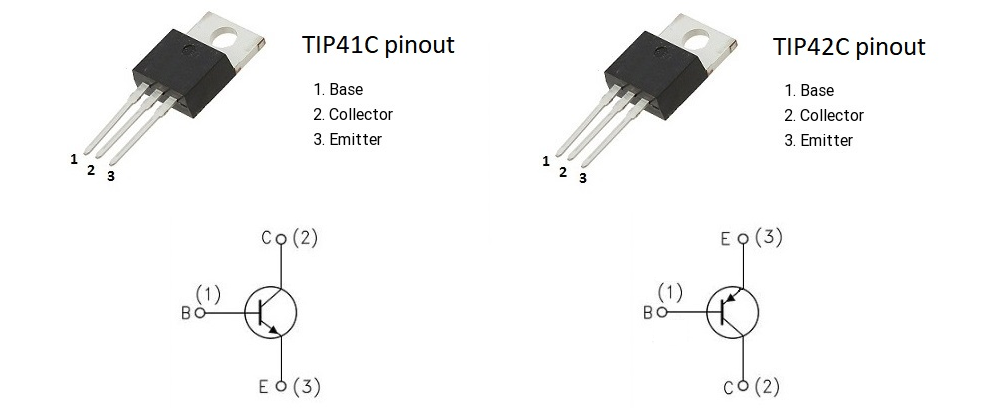 TIP41C pinout
1. Base
2. Collector
3. Emitter
1
2
3
TIP42C pinout
1. Base
2. Collector
3. Emitter
1
2
3
C (2)
(1)
B
E (3)
E (3)
(1)
B
C (2)